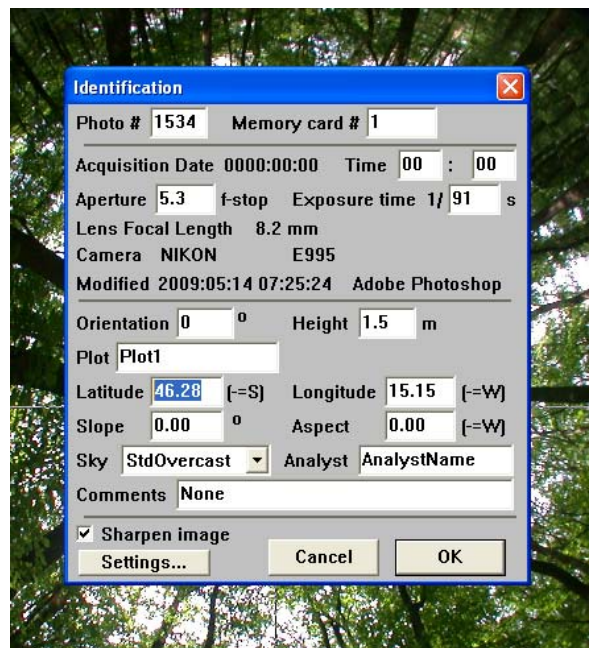 Identification
Photo # 1534 Memory card # 1
Acquisition Date 0000:00:00 Time 00 : 00
Aperture 5.3 f-stop Exposure time 1/ 91 s
Lens Focal Length 8.2 mm
Camera NIKON E995
Modified 2009:05:14 07:25:24 Adobe Photoshop
Orientation 0 º Height 1.5 m
Plot Plot1
Latitude 46.28 (-=S) Longitude 15.15 (-=W)
Slope 0.00 º Aspect 0.00 (-=W)
Sky StdOvercast Analyst AnalystName
Comments None
Sharpen image
Settings... Cancel OK